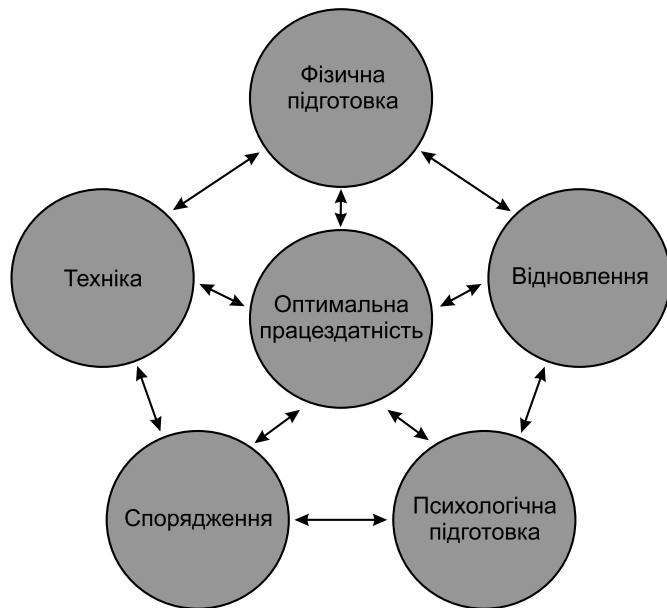 Фізична
підготовка
Техніка
Відновлення
Оптимальна
працездатність
Спорядження
Психологічна
підготовка